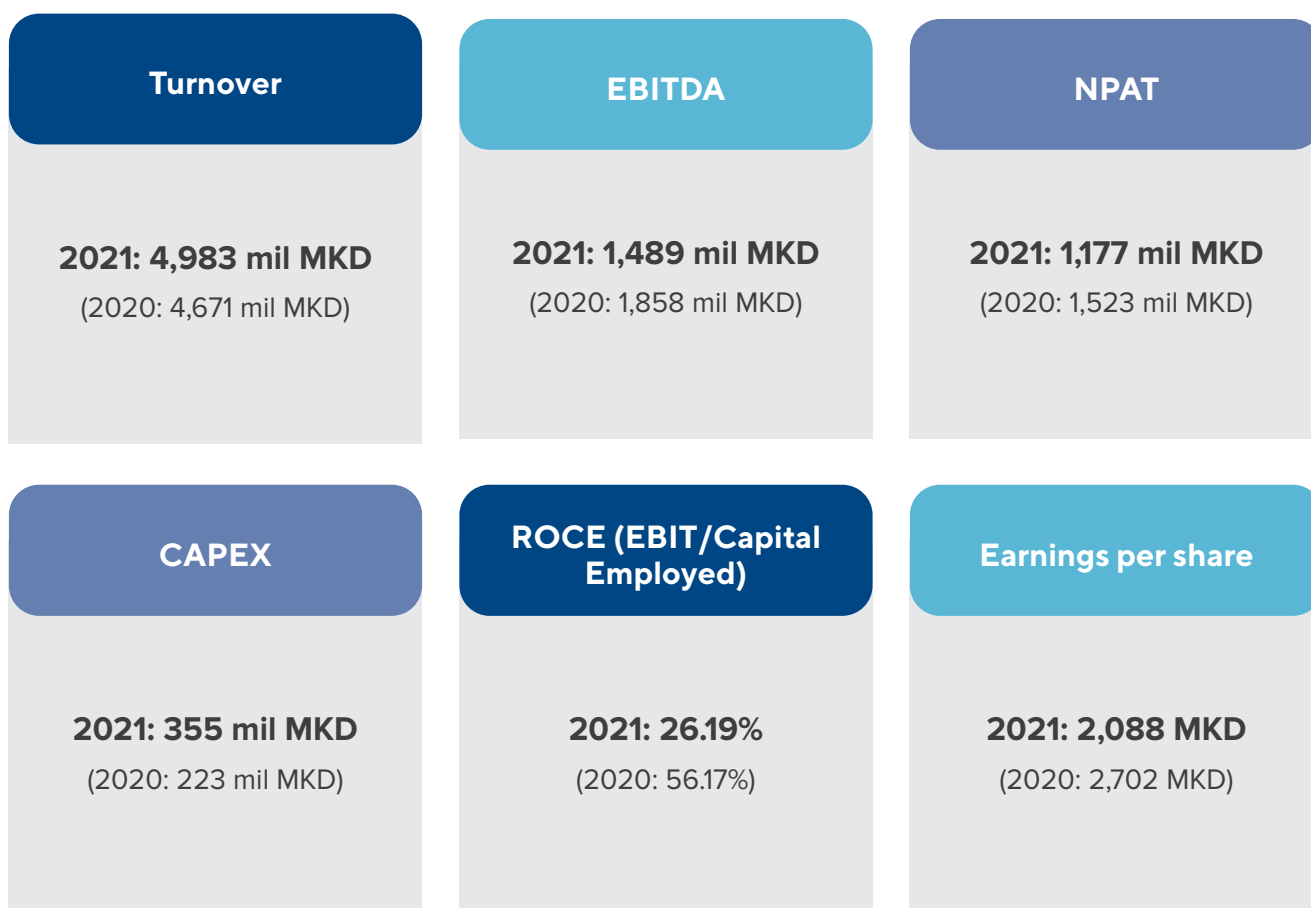 Turnover
2021: 4,983 mil MKD
(2020: 4,671 mil MKD)
EBITDA
2021: 1,489 mil MKD
(2020: 1,858 mil MKD)
NPAT
2021: 1,177 mil MKD
(2020: 1,523 mil MKD)
CAPEX
2021: 355 mil MKD
(2020: 223 mil MKD)
ROCE (EBIT/Capital
Employed)
2021: 26.19%
(2020: 56.17%)
Earnings per share
2021: 2,088 MKD
(2020: 2,702 MKD)